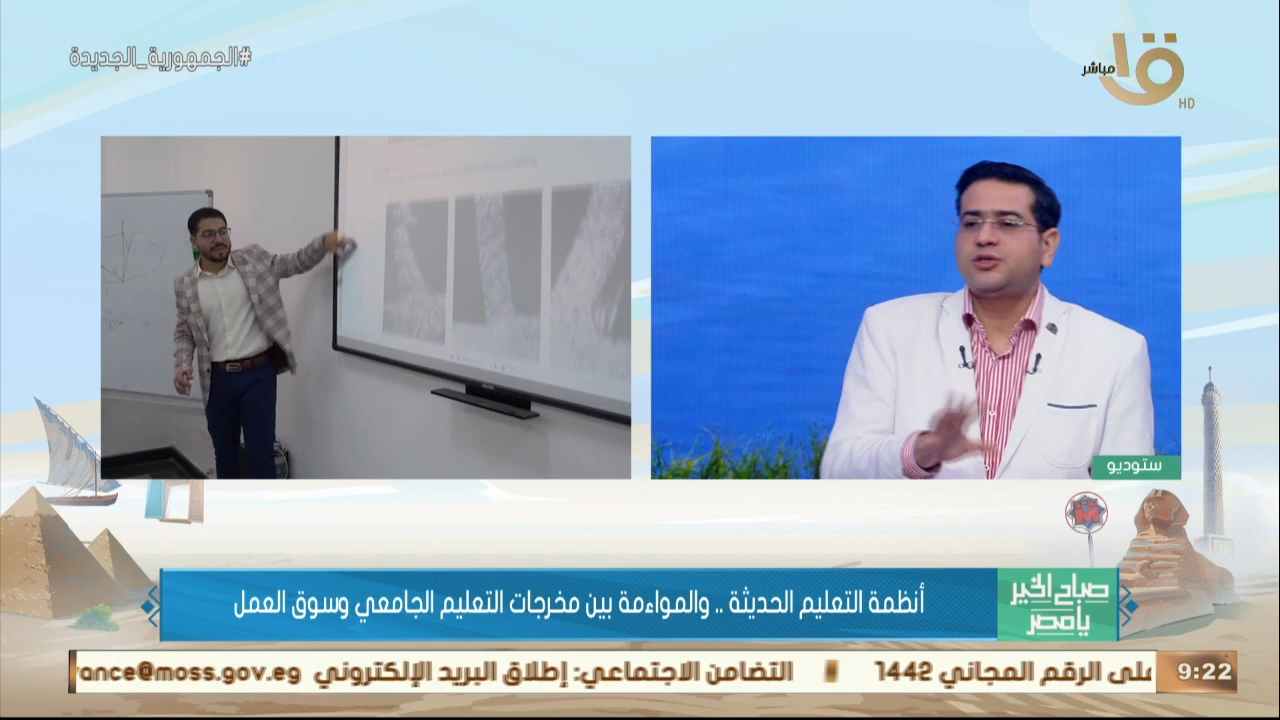 #الجمهورية_الجديدة
مباشر
HD
ستوديو
صباح الخير
يا مصر
أنظمة التعليم الحديثة .. والمواءمة بين مخرجات التعليم الجامعي وسوق العمل
9:22
على الرقم المجاني 1442 التضامن الاجتماعي: إطلاق البريد الإلكتروني ance@moss.gov.eg